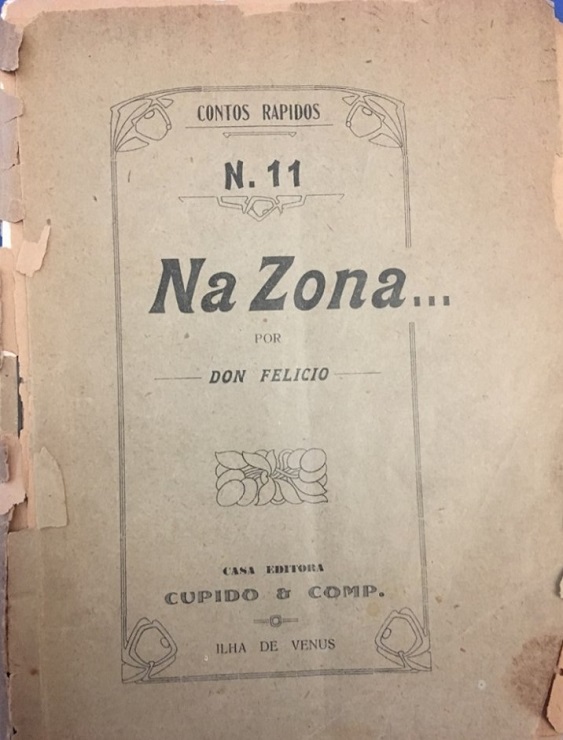 CONTOS RAPIDOS
N. 11
Na Zona...
POR
DON FELICIO
CASA EDITORA
CUPIDO & COMP.
ILHA DE VENUS